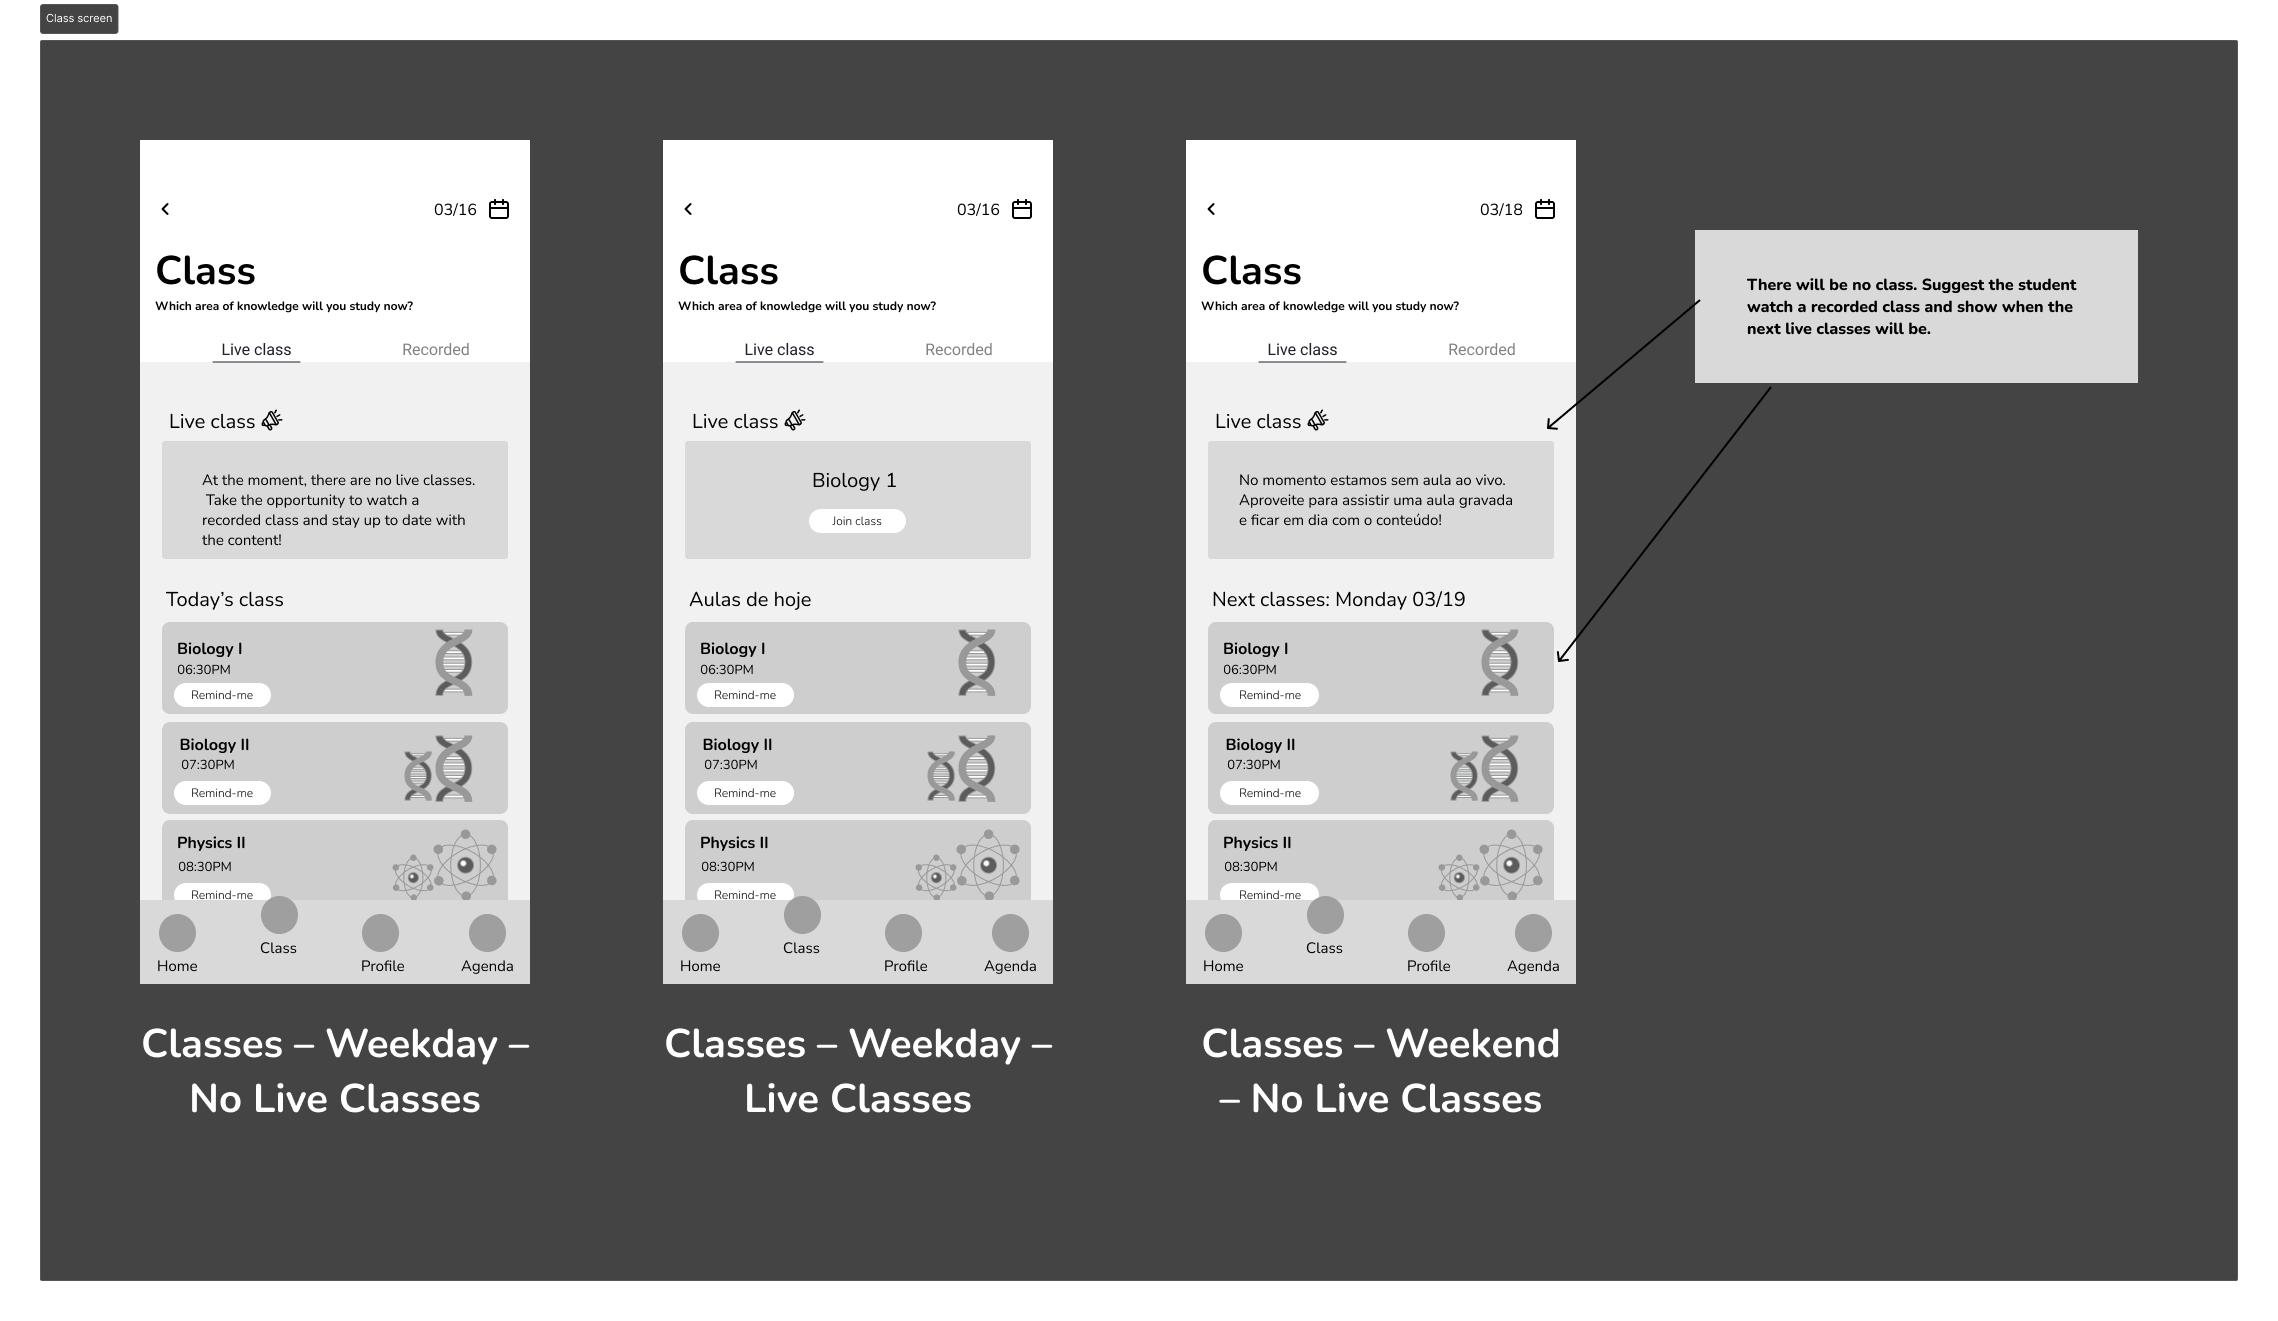 Class screen
03/16
Class
Which area of knowledge will you study now?
Live class
Recorded
Live class
At the moment, there are no live classes.
Take the opportunity to watch a
recorded class and stay up to date with
the content!
Today’s class
Biology I
06:30PM
Remind-me
Biology II
07:30PM
Remind-me
Physics II
08:30PM
Remind-me
Home
Class
Profile
Agenda
Classes – Weekday –
No Live Classes
03/16
Class
Which area of knowledge will you study now?
Live class
Recorded
Live class
Biology 1
Join class
Aulas de hoje
Biology I
06:30PM
Remind-me
Biology II
07:30PM
Remind-me
Physics II
08:30PM
Remind-me
Home
Class
Profile
Agenda
Classes – Weekday –
Live Classes
03/18
Class
Which area of knowledge will you study now?
Live class
Recorded
Live class
No momento estamos sem aula ao vivo.
Aproveite para assistir uma aula gravada
e ficar em dia com o conteúdo!
Next classes: Monday 03/19
Biology I
06:30PM
Remind-me
Biology II
07:30PM
Remind-me
Physics II
08:30PM
Remind-me
Home
Class
Profile
Agenda
Classes – Weekend
– No Live Classes
There will be no class. Suggest the student
watch a recorded class and show when the
next live classes will be.